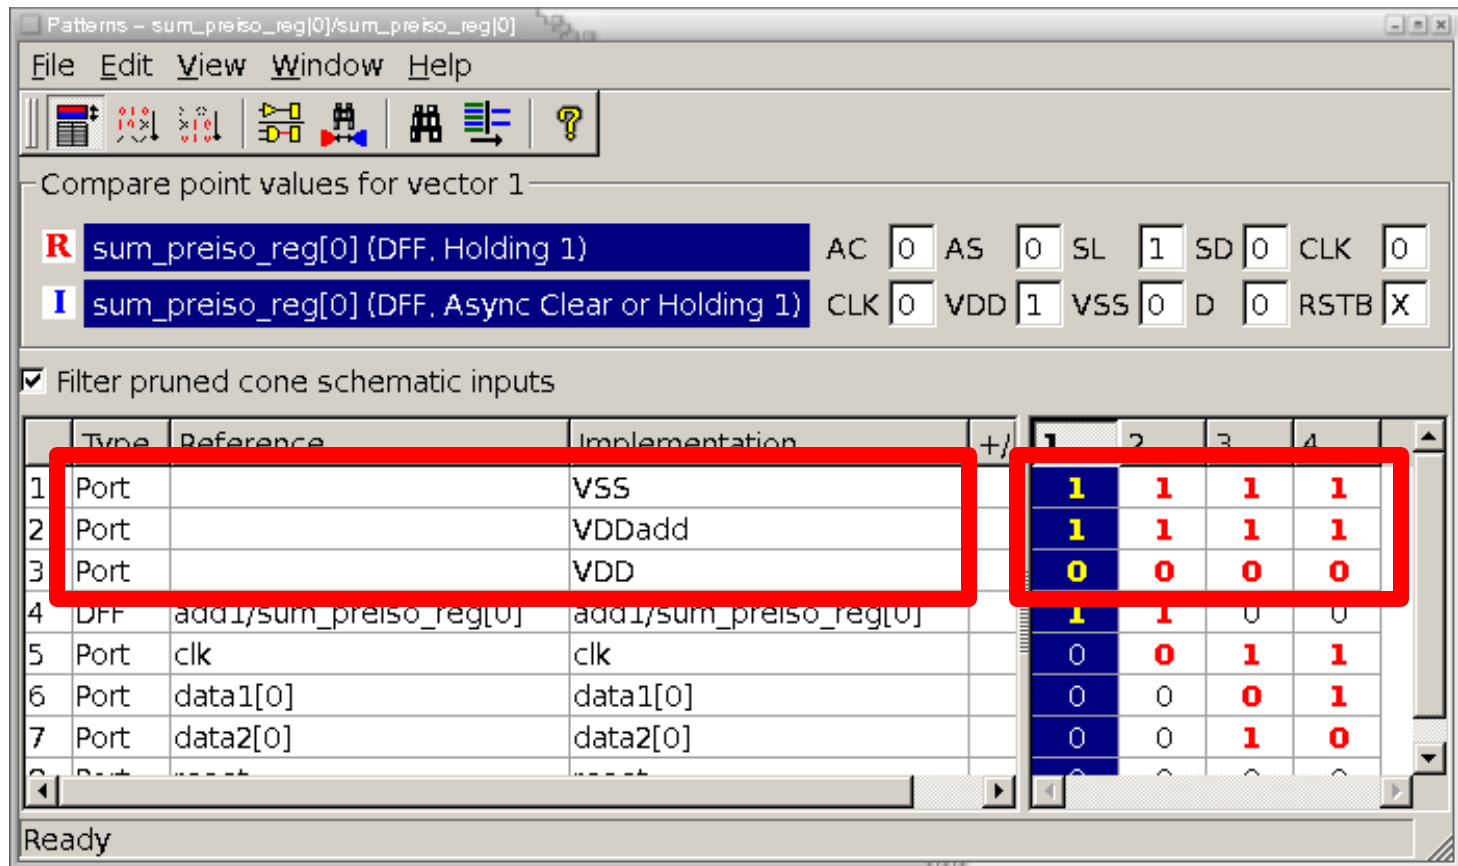 Patterns – sum_preiso_reg[0]/sum_preiso_reg[0]
File Edit View Window Help
Compare point values for vector 1
R sum_preiso_reg[0] (DFF, Holding 1) AC 0 AS 0 SL 1 SD 0 CLK 0
I sum_preiso_reg[0] (DFF, Async Clear or Holding 1) CLK 0 VDD 1 VSS 0 D 0 RSTB X
Filter pruned cone schematic inputs
Type Reference Implementation +/ 1 2 3 4
1 Port VSS 1 1 1 1
2 Port VDDadd 1 1 1 1
3 Port VDD 0 0 0 0
4 DFF add1/sum_preiso_reg[0] add1/sum_preiso_reg[0] 1 1 0 0
5 Port clk clk 0 0 1 1
6 Port data1[0] data1[0] 0 0 0 1
7 Port data2[0] data2[0] 0 0 1 0
Ready